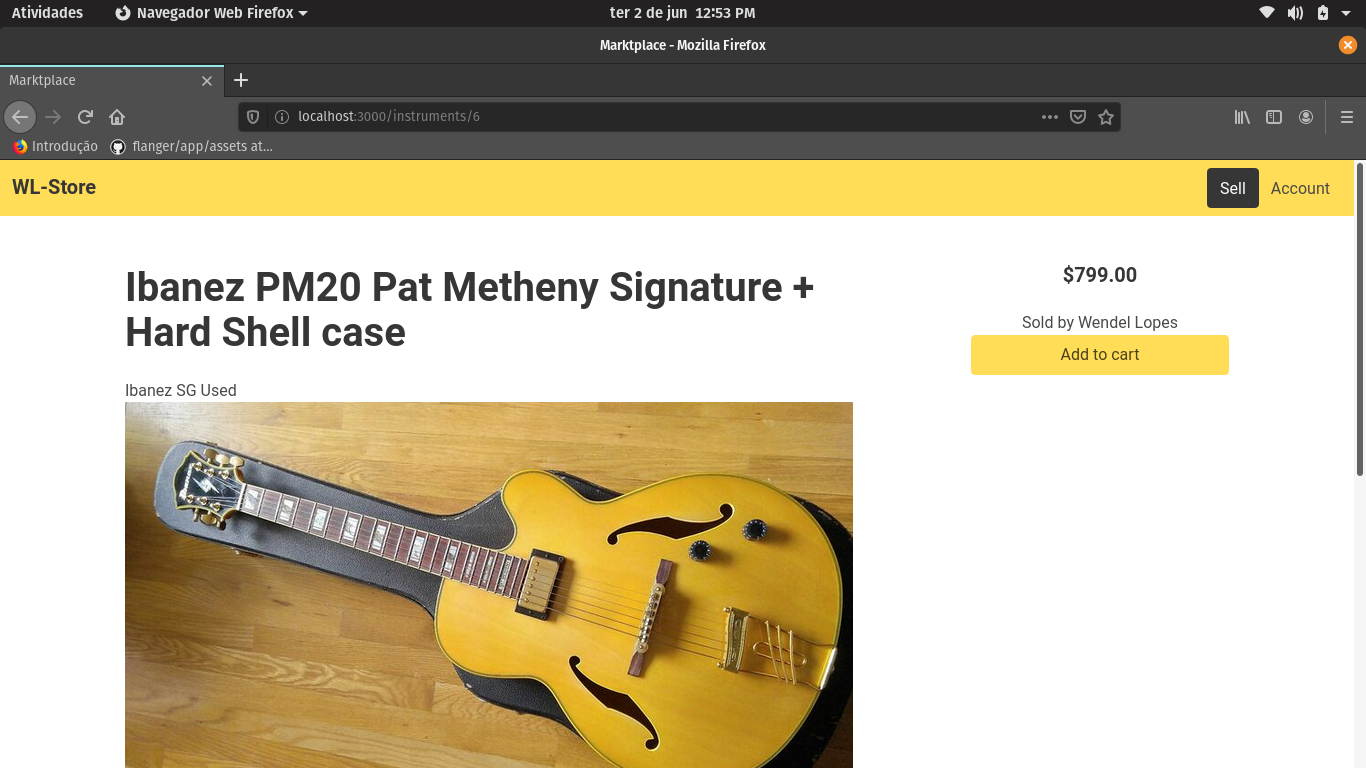 Atividades Navegador Web Firefox ter 2 de jun 12:53 PM
Marktplace - Mozilla Firefox
Marktplace
localhost:3000/instruments/6
Introdução flanger/app/assets at...
WL-Store Sell Account
Ibanez PM20 Pat Metheny Signature +
Hard Shell case
$799.00
Sold by Wendel Lopes
Add to cart
Ibanez SG Used